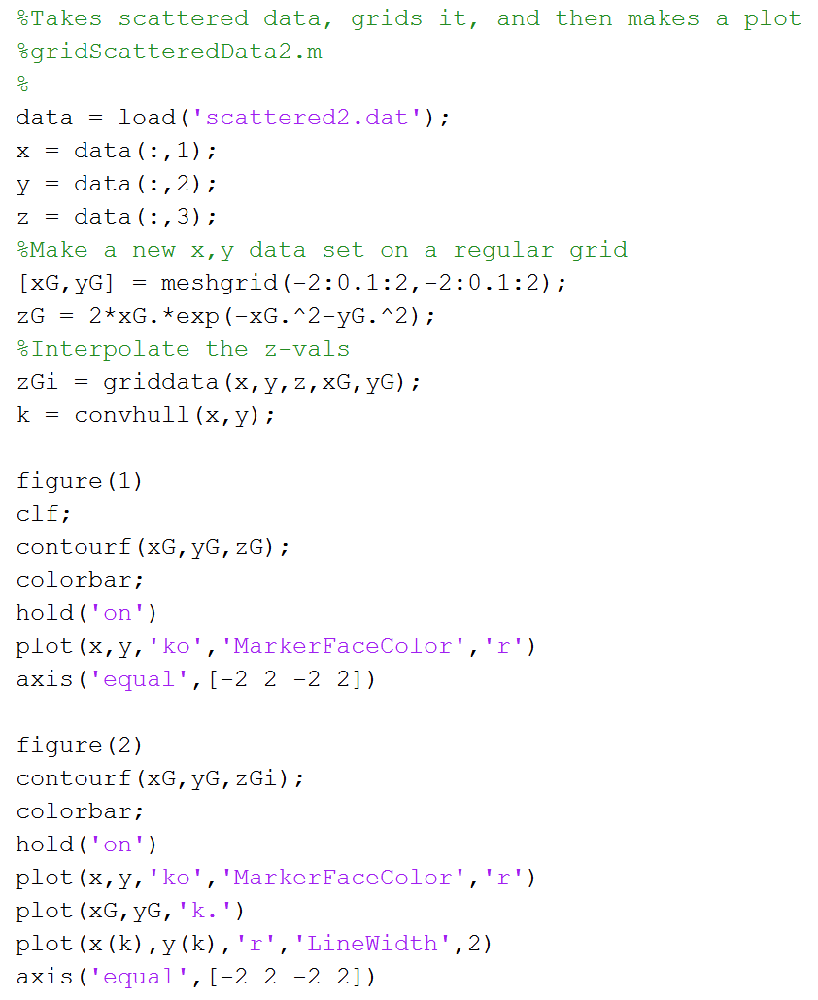 %Takes scattered data, grids it, and then makes a plot
%gridScatteredData2.m
%
data = load('scattered2.dat');
x = data(:,1);
y = data(:,2);
z = data(:,3);
%Make a new x,y data set on a regular grid
[xG,yG] = meshgrid(-2:0.1:2,-2:0.1:2);
zG = 2*xG.*exp(-xG.^2-yG.^2);
%Interpolate the z-vals
zGi = griddata(x,y,z,xG,yG);
k = convhull(x,y);
figure(1)
clf;
contourf(xG,yG,zG);
colorbar;
hold('on')
plot(x,y,'ko','MarkerFaceColor','r')
axis('equal',[-2 2 -2 2])
figure(2)
contourf(xG,yG,zGi);
colorbar;
hold('on')
plot(x,y,'ko','MarkerFaceColor','r')
plot(xG,yG,'k.')
plot(x(k),y(k),'r','LineWidth',2)
axis('equal',[-2 2 -2 2])